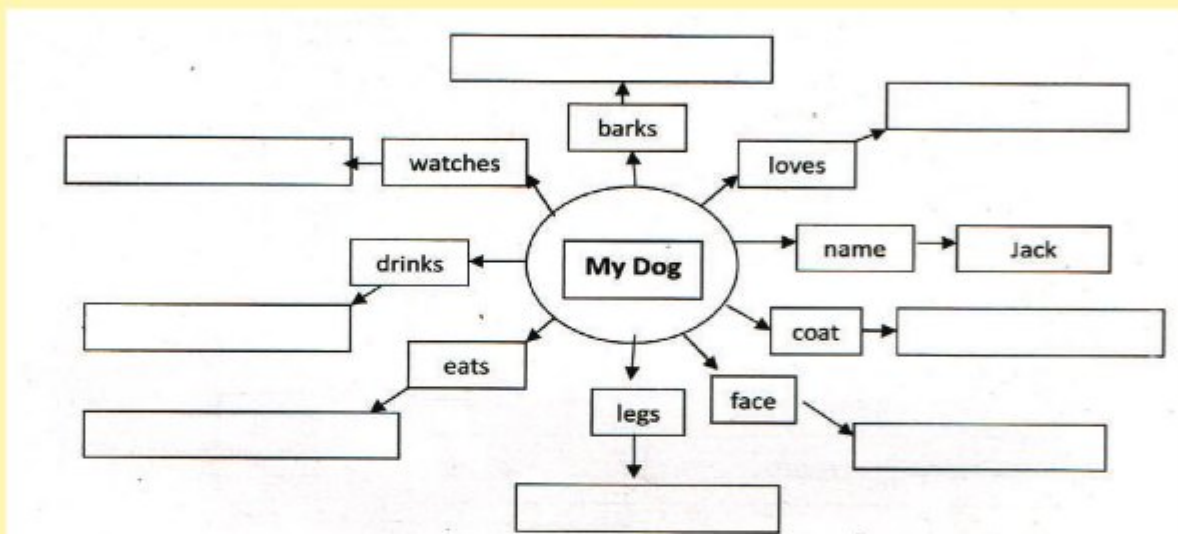 barks
loves
watches
name
Jack
My Dog
drinks
coat
eats
face
legs